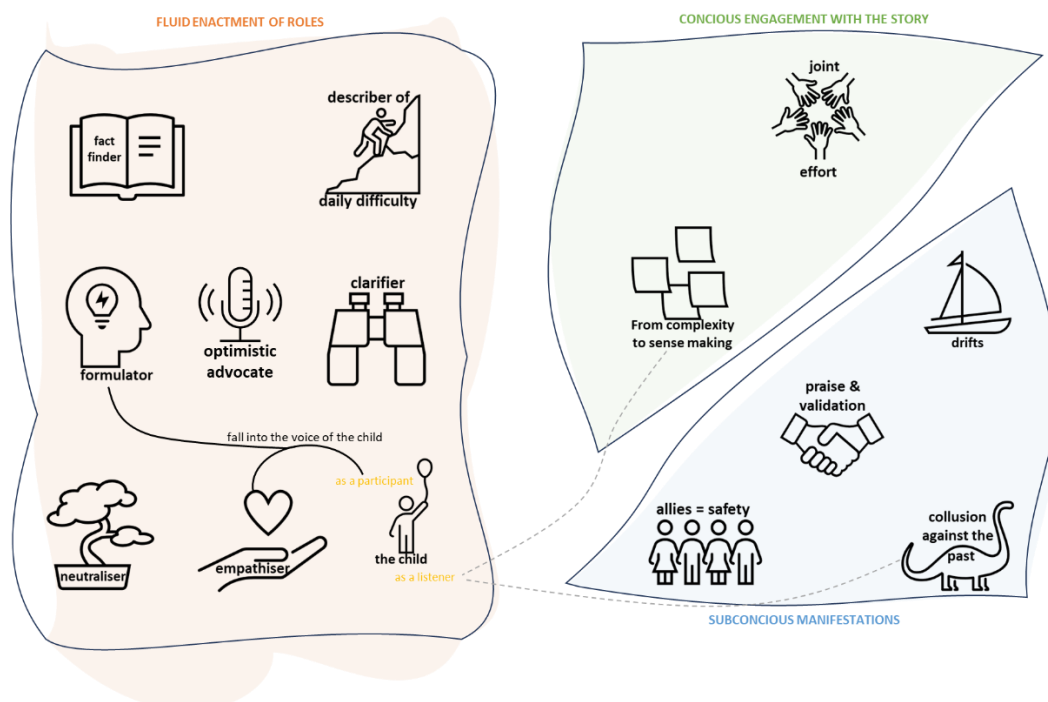 FLUID ENACTMENT OF ROLES
fact
finder
describer of
daily difficulty
formulator
optimistic
advocate
clarifier
fall into the voice of the child
as a participant
neutraliser
empathiser
the child
as a listener
CONCIOUS ENGAGEMENT WITH THE STORY
joint
effort
From complexity
to sense making
drifts
praise &
validation
allies = safety
collusion
against the
past
SUBCONCIOUS MANIFESTATIONS